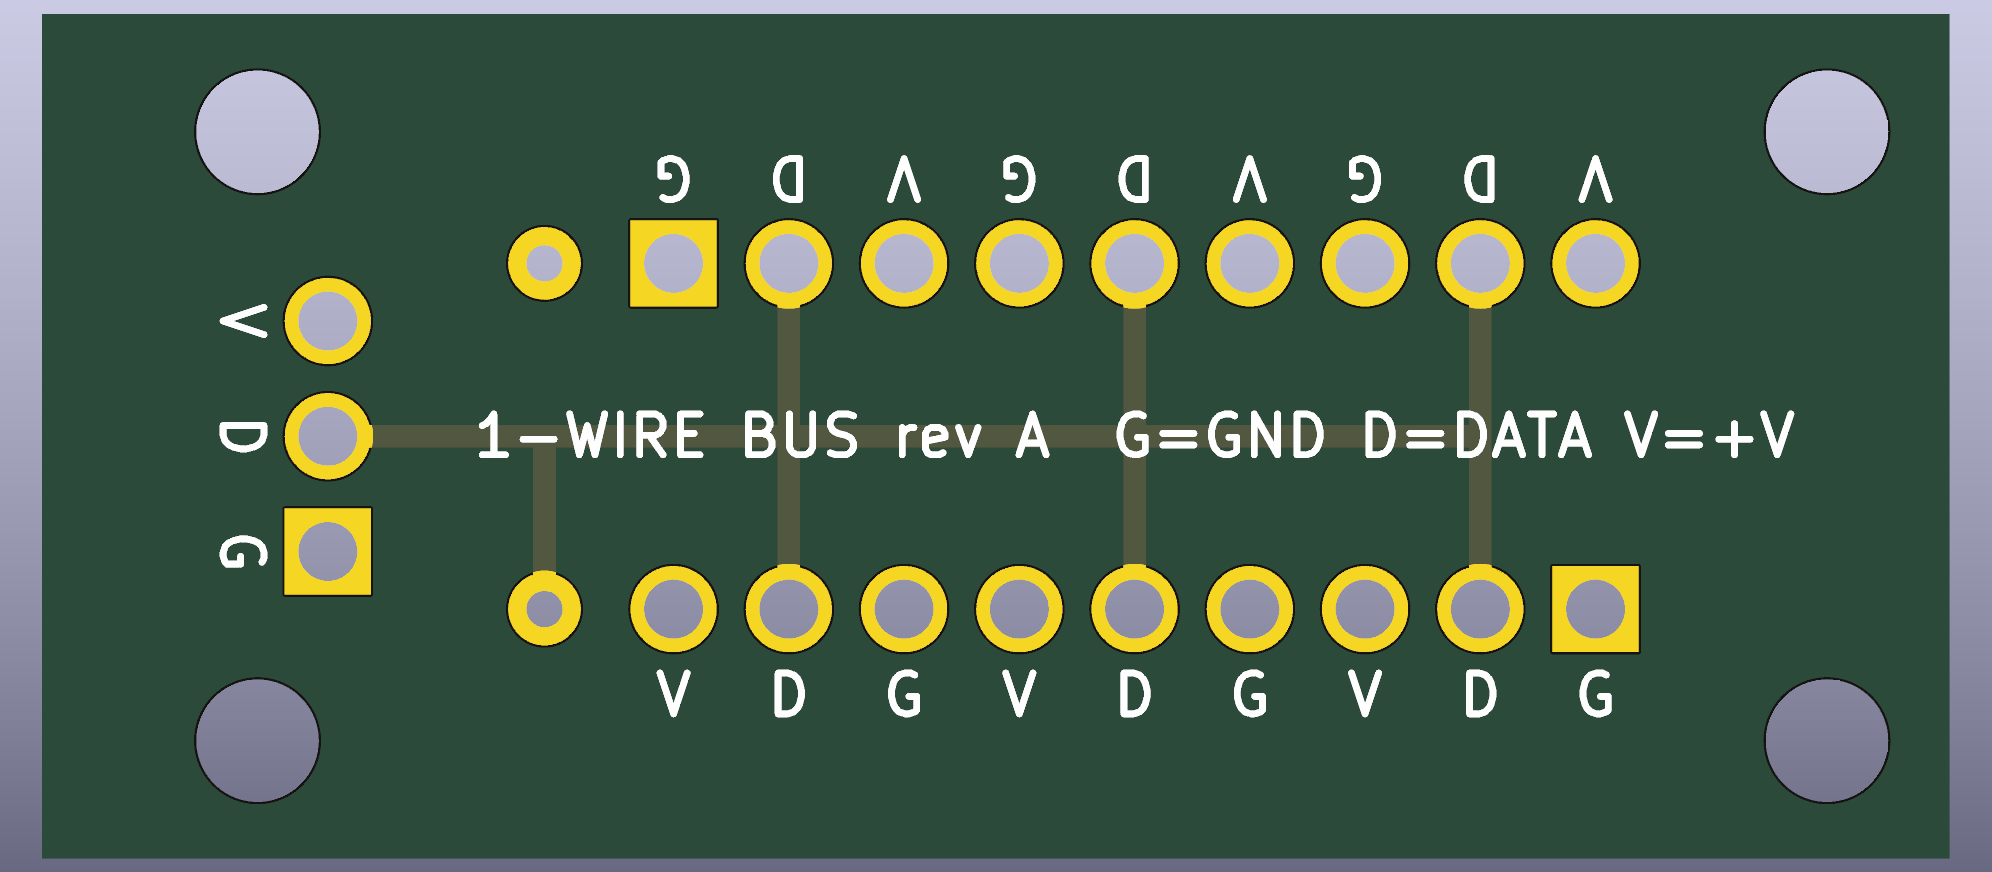 G D V G D V G D V
V
D
G
1-WIRE BUS rev A G=GND D=DATA V=+V
V D G V D G V D G